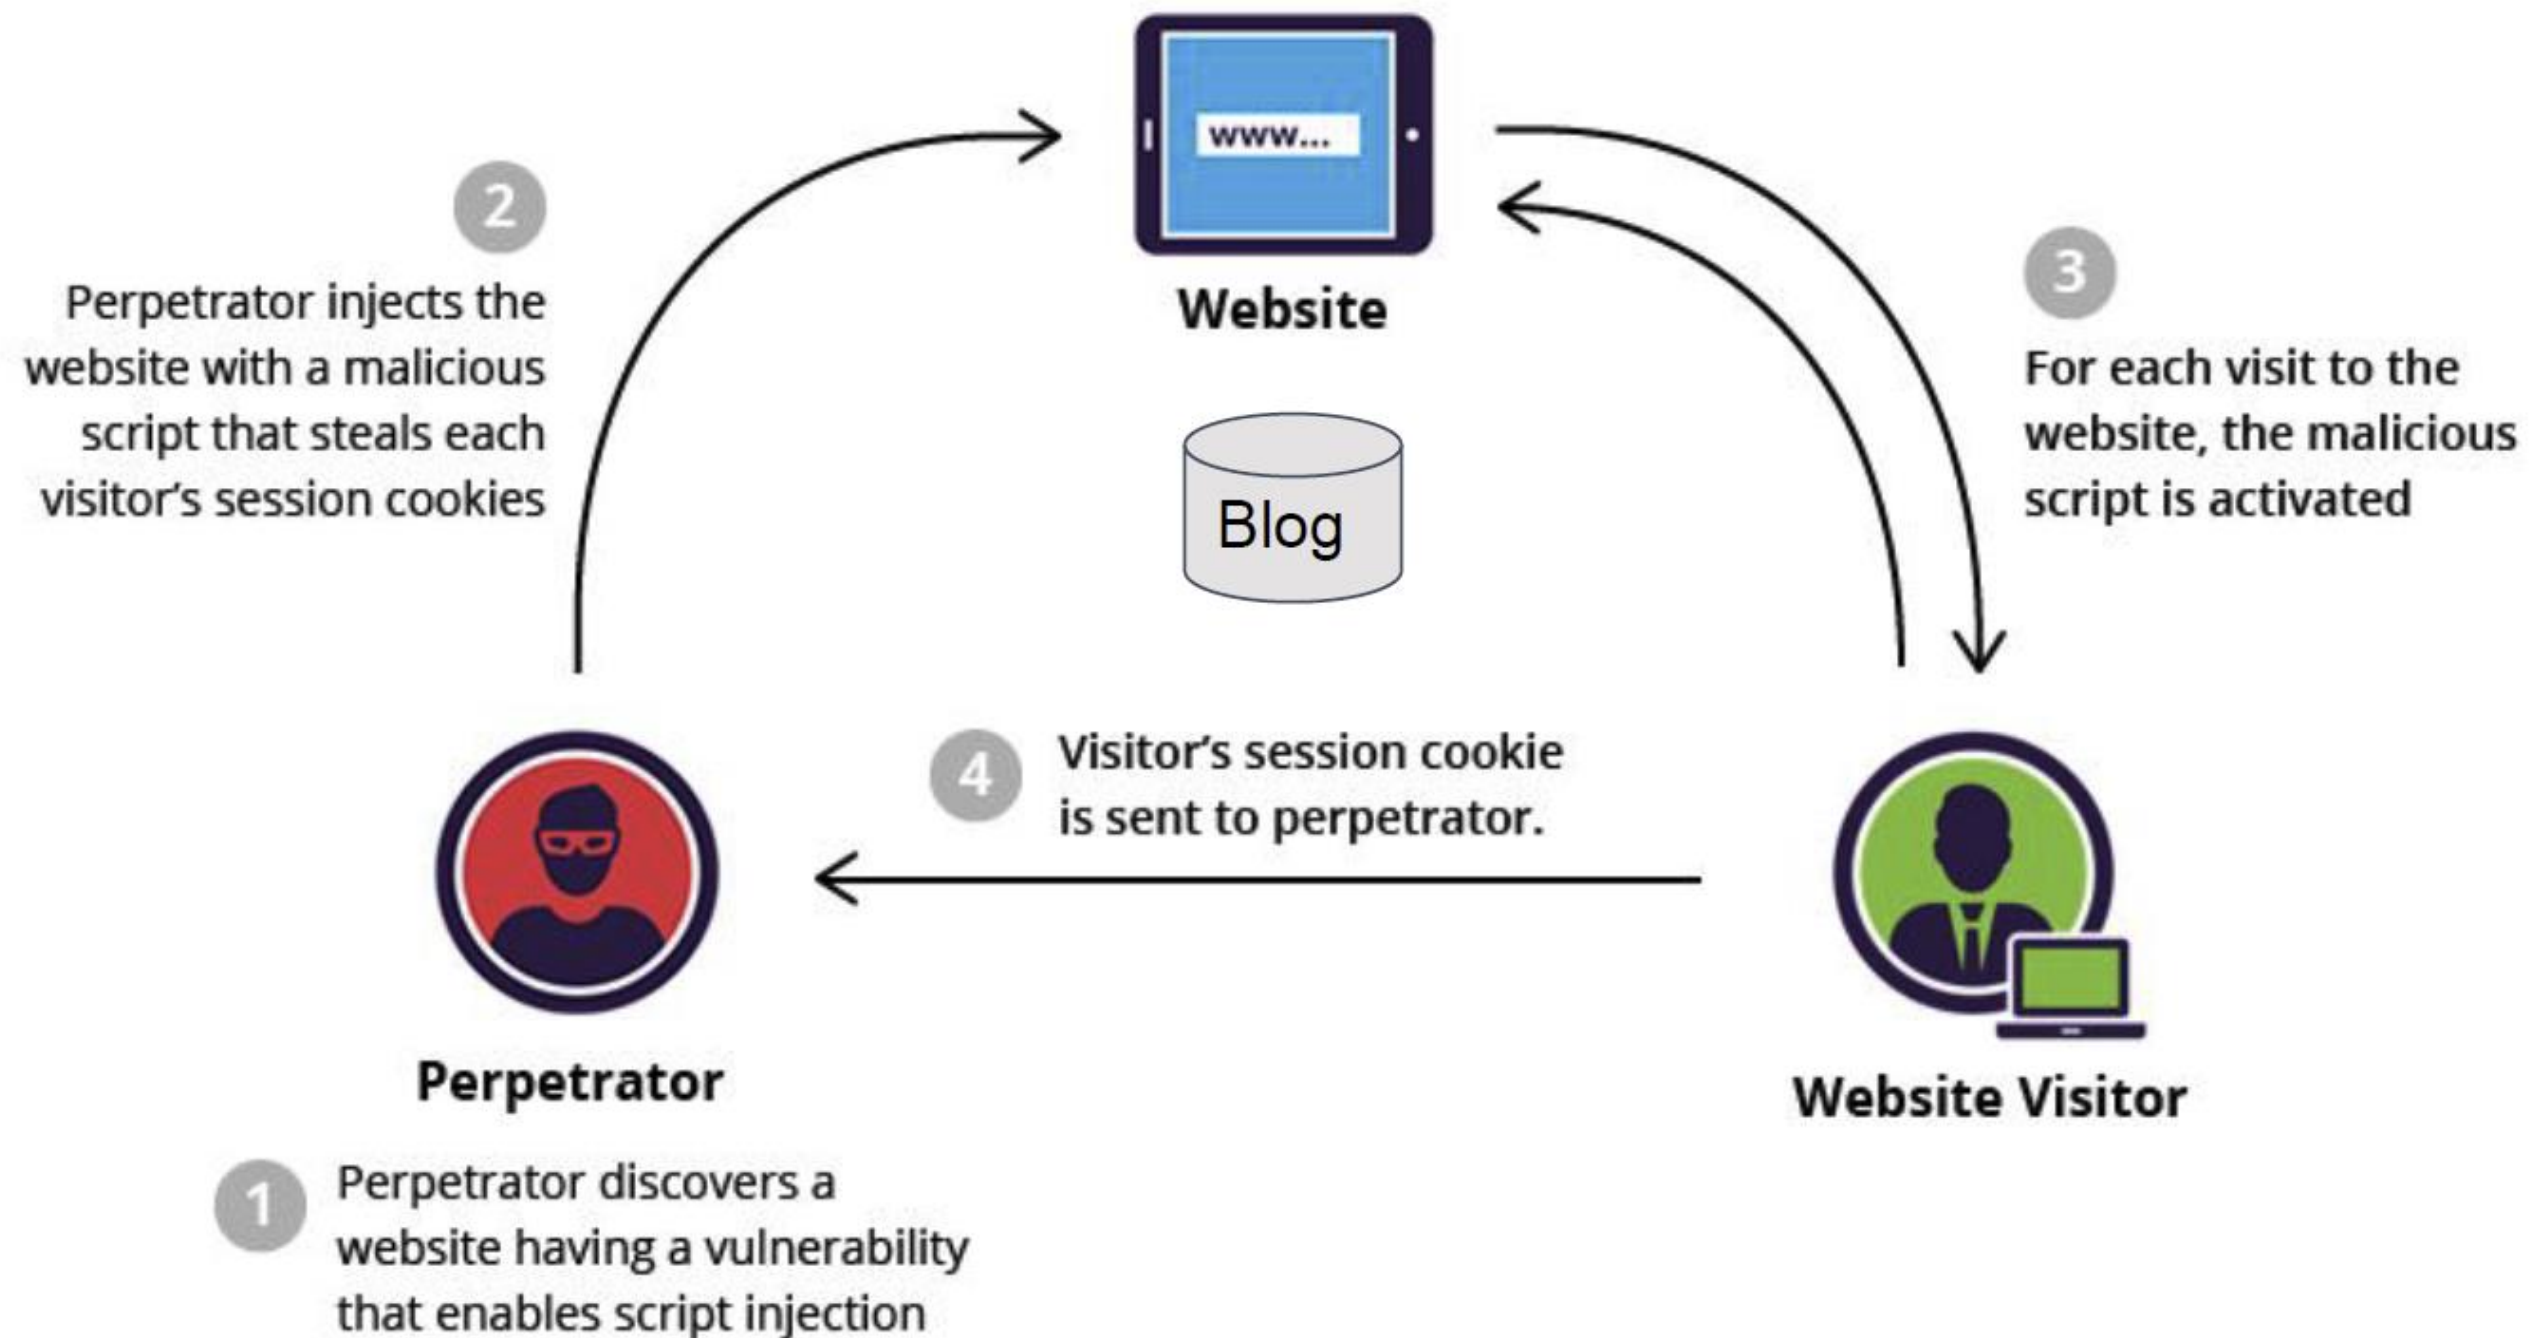 www...
Website
Blog
2
Perpetrator injects the
website with a malicious
script that steals each
visitor's session cookies
3
For each visit to the
website, the malicious
script is activated
4
Visitor's session cookie
is sent to perpetrator.
Perpetrator
Website Visitor
1
Perpetrator discovers a
website having a vulnerability
that enables script injection